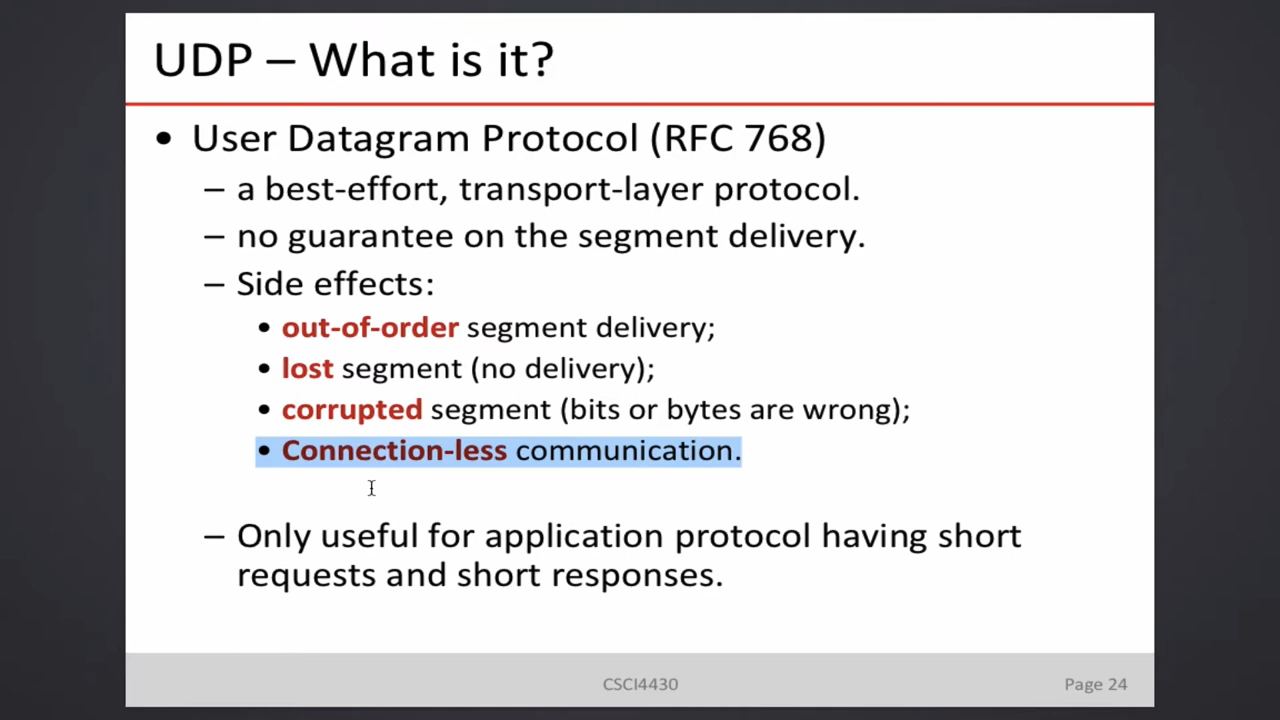 UDP – What is it?
• User Datagram Protocol (RFC 768)
– a best-effort, transport-layer protocol.
– no guarantee on the segment delivery.
– Side effects:
• out-of-order segment delivery;
• lost segment (no delivery);
• corrupted segment (bits or bytes are wrong);
• Connection-less communication.
– Only useful for application protocol having short
requests and short responses.
CSCI4430
Page 24